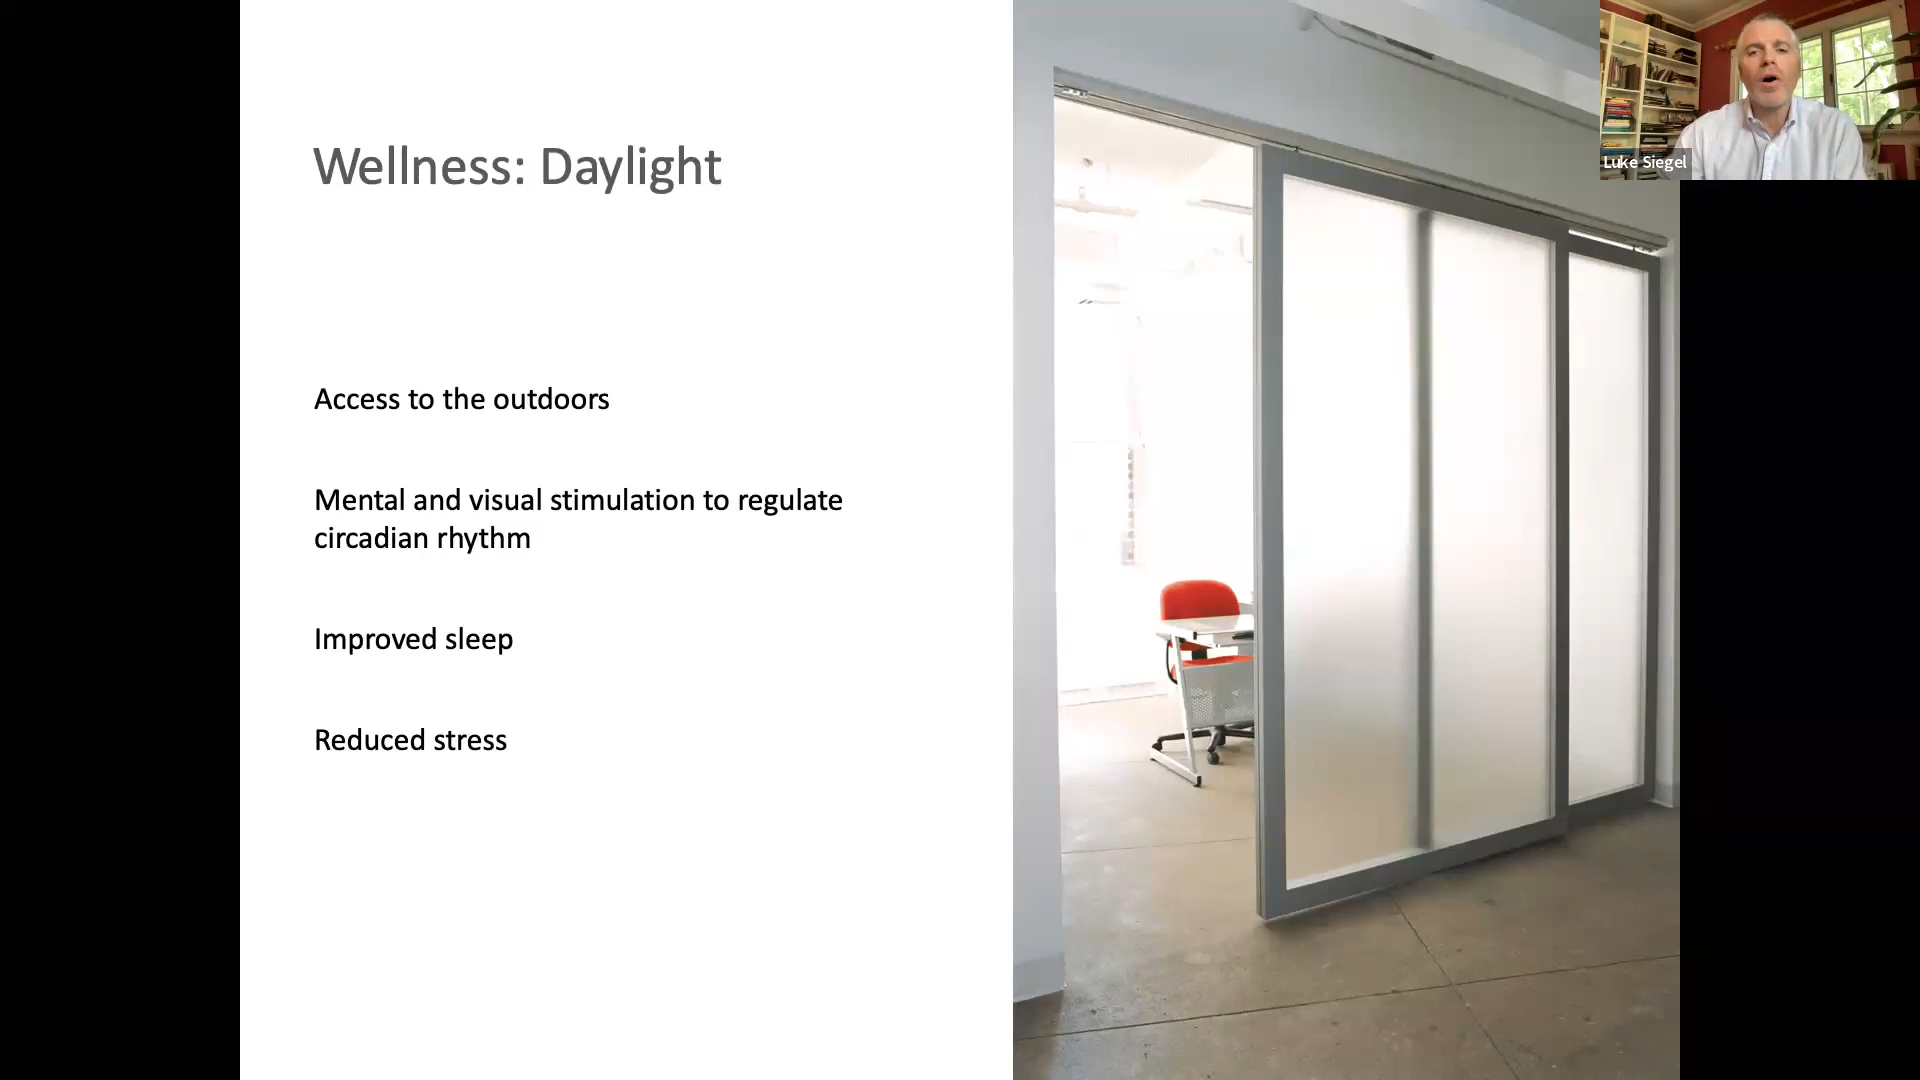 Wellness: Daylight
Access to the outdoors
Mental and visual stimulation to regulate
circadian rhythm
Improved sleep
Reduced stress
Luke Siegel